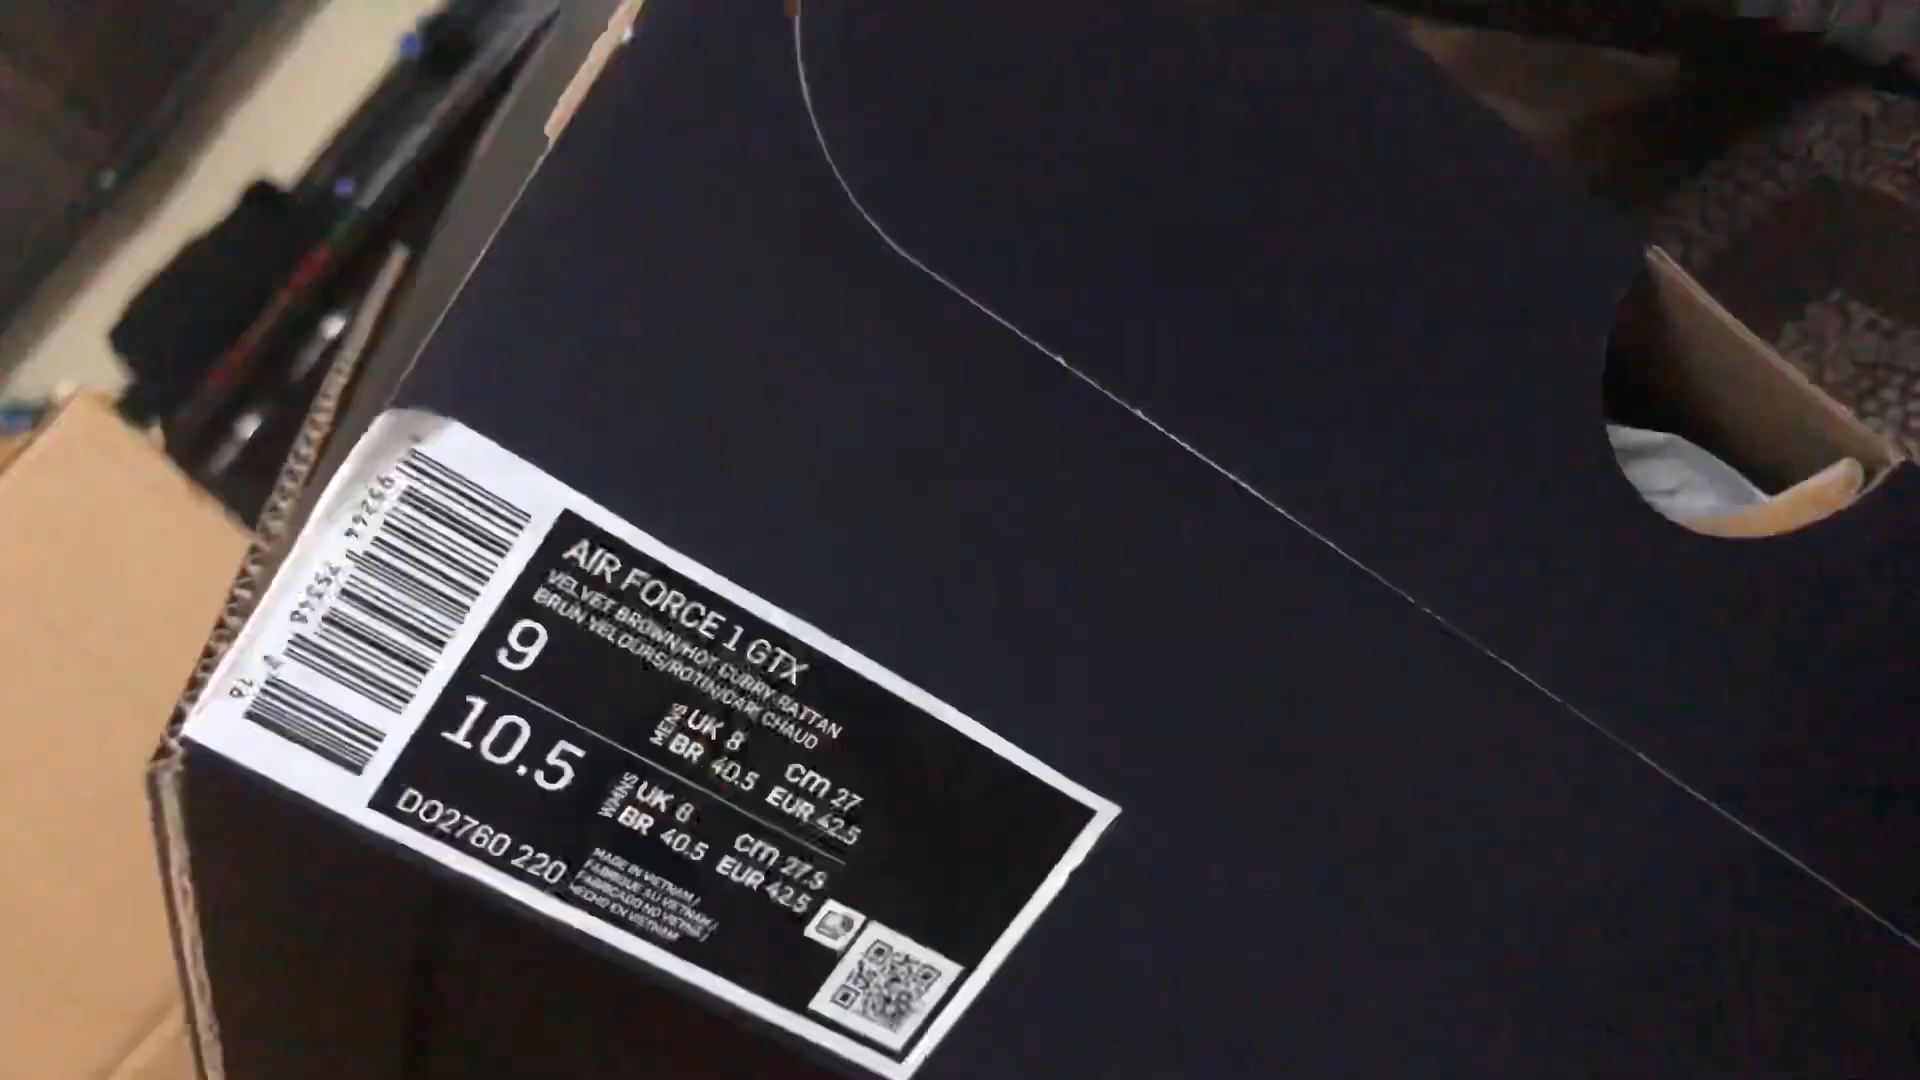 AIR FORCE 1 GTX
VELVET BROWN/HOT CURRY-RATTAN
BRUN VELOURS/ROTIN/CARI CHAUD
9
MENS
UK 8
BR 40.5
cm 27
EUR 42.5
10.5
WMNS
UK 8
BR 40.5
cm 27.5
EUR 42.5
DO2760 220
MADE IN VIETNAM /
FABRIQUE AU VIETNAM /
FABRICADO NO VIETNÃ /
HECHO EN VIETNAM